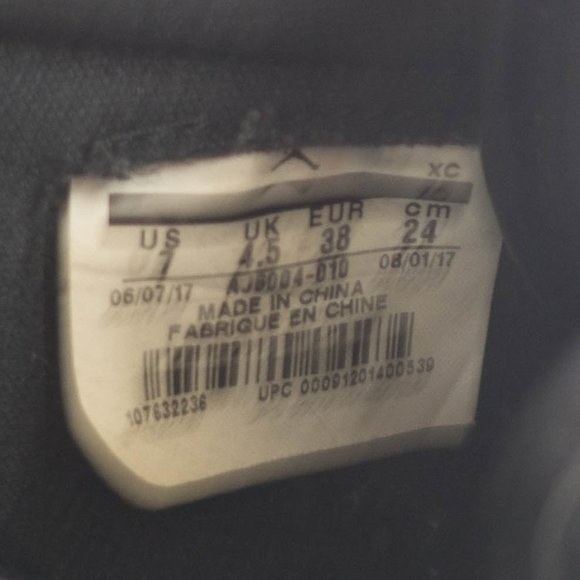 XC
US UK EUR cm
7 4.5 38 24
06/07/17 08/01/17
MADE IN CHINA
FABRIQUE EN CHINE
107632236 UPC 00091201400539